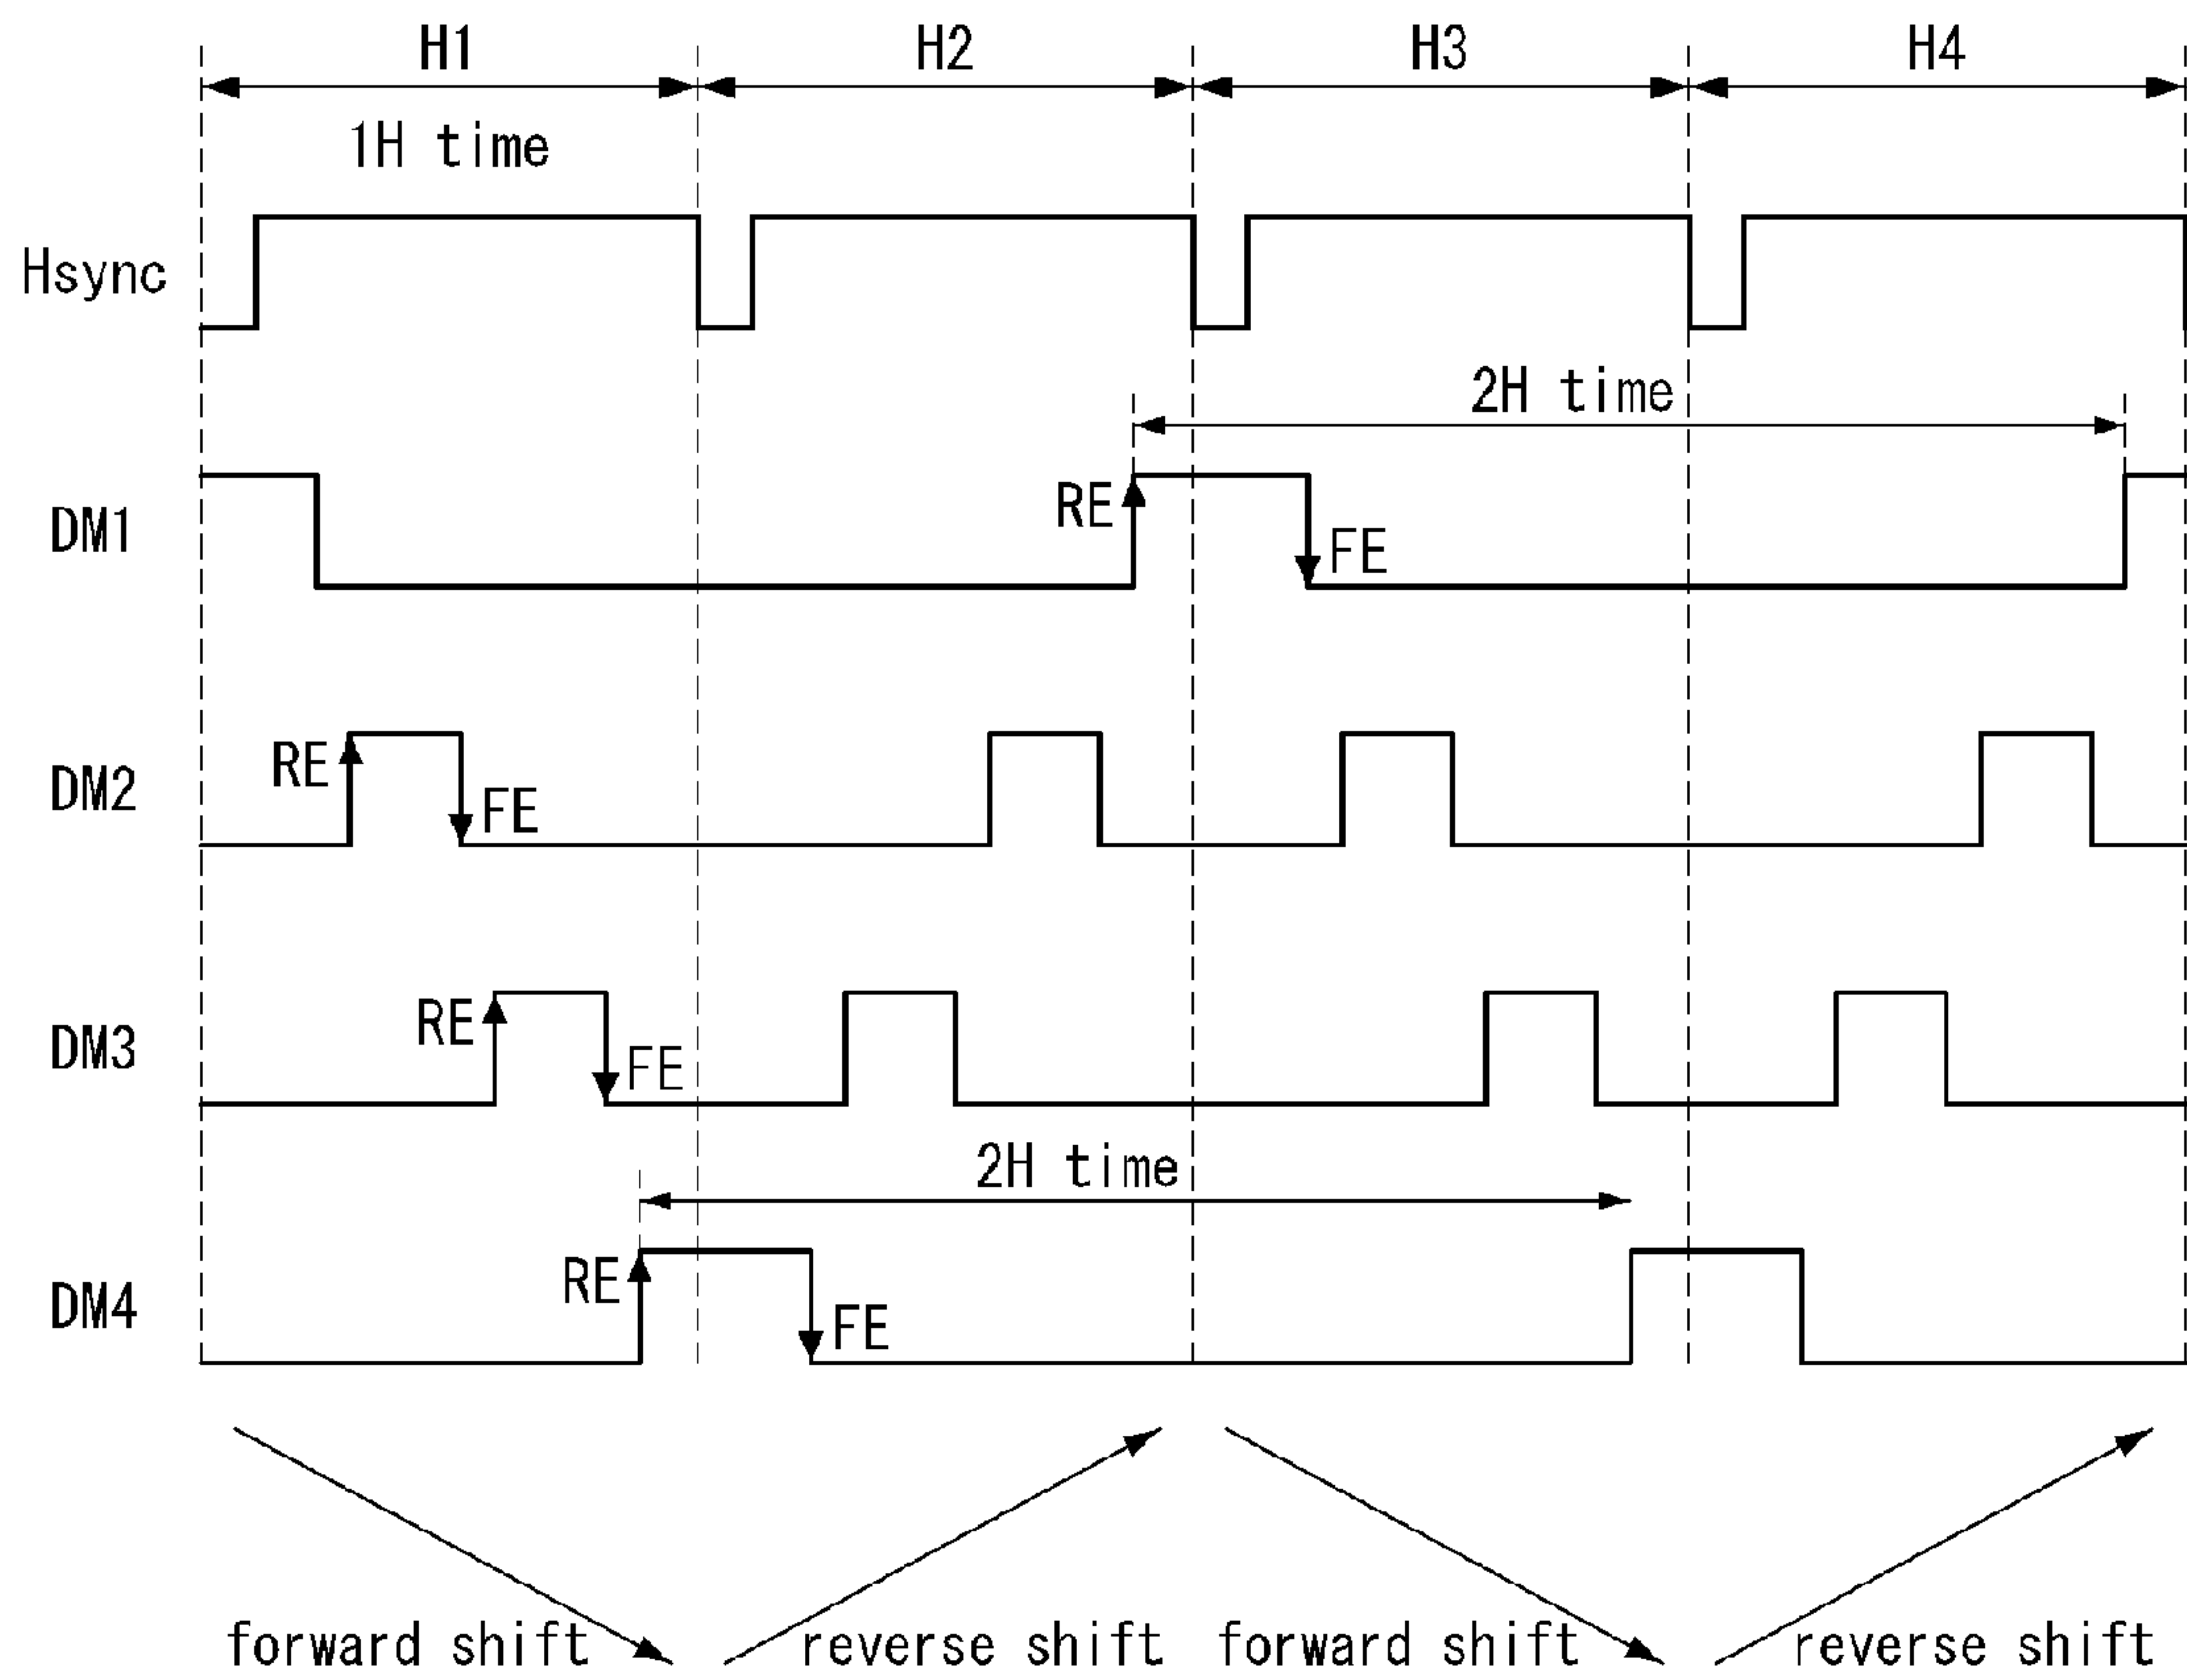 H1 H2 H3 H4
1H time
Hsync
2H time
DM1 RE FE
DM2 RE FE
DM3 RE FE
2H time
DM4 RE FE
forward shift reverse shift forward shift reverse shift